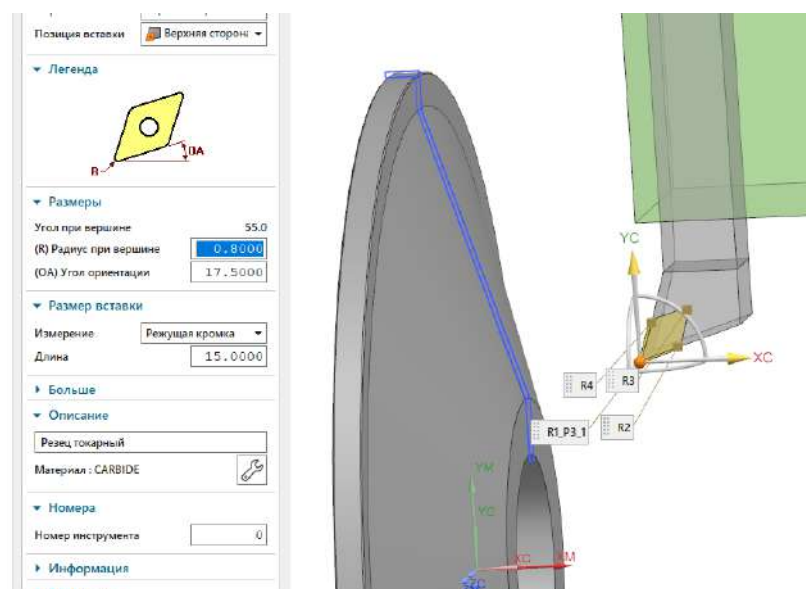 Позиция вставки Верхняя сторона
Легенда
OA
R
Размеры
Угол при вершине 55.0
(R) Радиус при вершине 0.8000
(OA) Угол ориентации 17.5000
Размер вставки
Измерение Режущая кромка
Длина 15.0000
Больше
Описание
Резец токарный
Материал : CARBIDE
Номера
Номер инструмента 0
Информация
YC
XC
R4
R3
R1_P3_1
R2
YM
YC
XC
XM
ZC